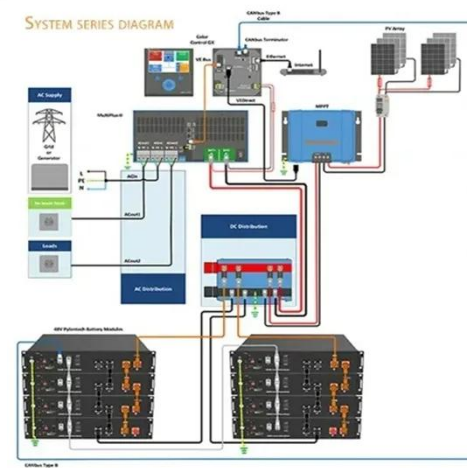 SYSTEM SERIES DIAGRAM
CANbus Type B
Cable
Color
Control GX
CANbus Terminator
VE Bus
Ethernet
Internet
PV Array
AC Supply
Grid
or
Generator
MultiPlus-II
VE.Direct
MPPT
L
PE
N
ACin
ACout1
Loads
ACout2
DC Distribution
AC Distribution
48V Pylontech Battery Modules
CANbus Type B